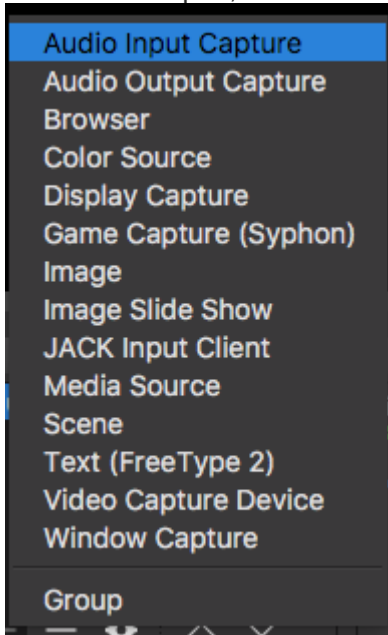 Audio Input Capture
Audio Output Capture
Browser
Color Source
Display Capture
Game Capture (Syphon)
Image
Image Slide Show
JACK Input Client
Media Source
Scene
Text (FreeType 2)
Video Capture Device
Window Capture
Group